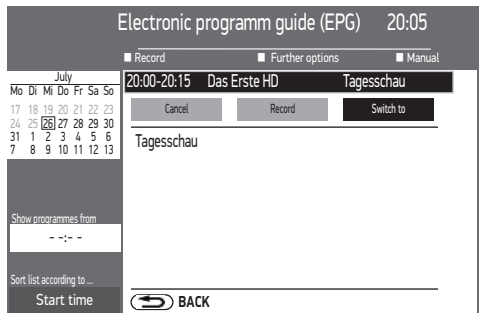 Electronic programm guide (EPG) 20:05
Record Further options Manual
July
Mo Di Mi Do Fr Sa So
17 18 19 20 21 22 23
24 25 26 27 28 29 30
31 1 2 3 4 5 6
7 8 9 10 11 12 13
Show programmes from
--:--
Sort list according to ...
Start time
20:00-20:15 Das Erste HD Tagesschau
Cancel Record Switch to
Tagesschau
BACK